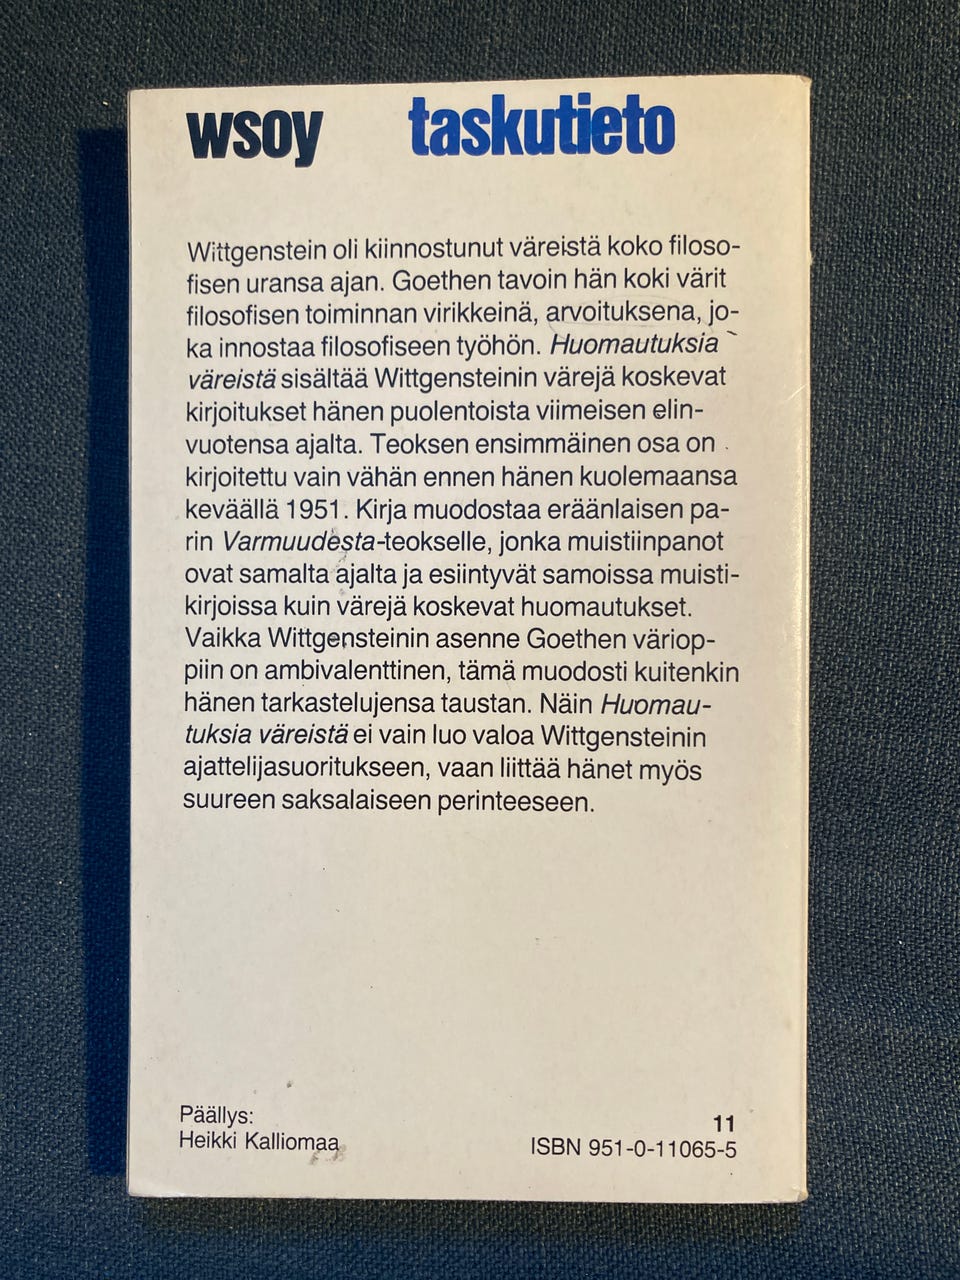 wsoy taskutieto
Wittgenstein oli kiinnostunut väreistä koko filoso-
fisen uransa ajan. Goethen tavoin hän koki värit
filosofisen toiminnan virikkeinä, arvoituksena, jo-
ka innostaa filosofiseen työhön. Huomautuksia
väreistä sisältää Wittgensteinin värejä koskevat
kirjoitukset hänen puolentoista viimeisen elin-
vuotensa ajalta. Teoksen ensimmäinen osa on
kirjoitettu vain vähän ennen hänen kuolemaansa
keväällä 1951. Kirja muodostaa eräänlaisen pa-
rin Varmuudesta-teokselle, jonka muistiinpanot
ovat samalta ajalta ja esiintyvät samoissa muisti-
kirjoissa kuin värejä koskevat huomautukset.
Vaikka Wittgensteinin asenne Goethen väriop-
piin on ambivalenttinen, tämä muodosti kuitenkin
hänen tarkastelujensa taustan. Näin Huomau-
tuksia väreistä ei vain luo valoa Wittgensteinin
ajattelijasuoritukseen, vaan liittää hänet myös
suureen saksalaiseen perinteeseen.
Päällys:
Heikki Kalliomaa
11
ISBN 951-0-11065-5